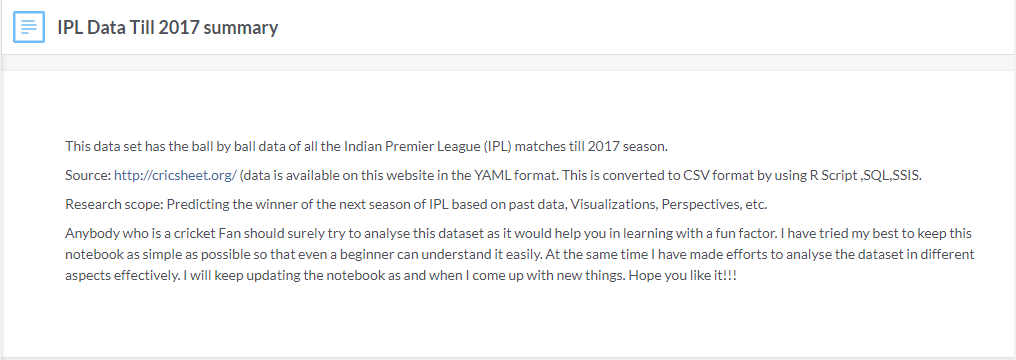 IPL Data Till 2017 summary
This data set has the ball by ball data of all the Indian Premier League (IPL) matches till 2017 season.
Source: http://cricsheet.org/ (data is available on this website in the YAML format. This is converted to CSV format by using R Script ,SQL,SSIS.
Research scope: Predicting the winner of the next season of IPL based on past data, Visualizations, Perspectives, etc.
Anybody who is a cricket Fan should surely try to analyse this dataset as it would help you in learning with a fun factor. I have tried my best to keep this
notebook as simple as possible so that even a beginner can understand it easily. At the same time I have made efforts to analyse the dataset in different
aspects effectively. I will keep updating the notebook as and when I come up with new things. Hope you like it!!!